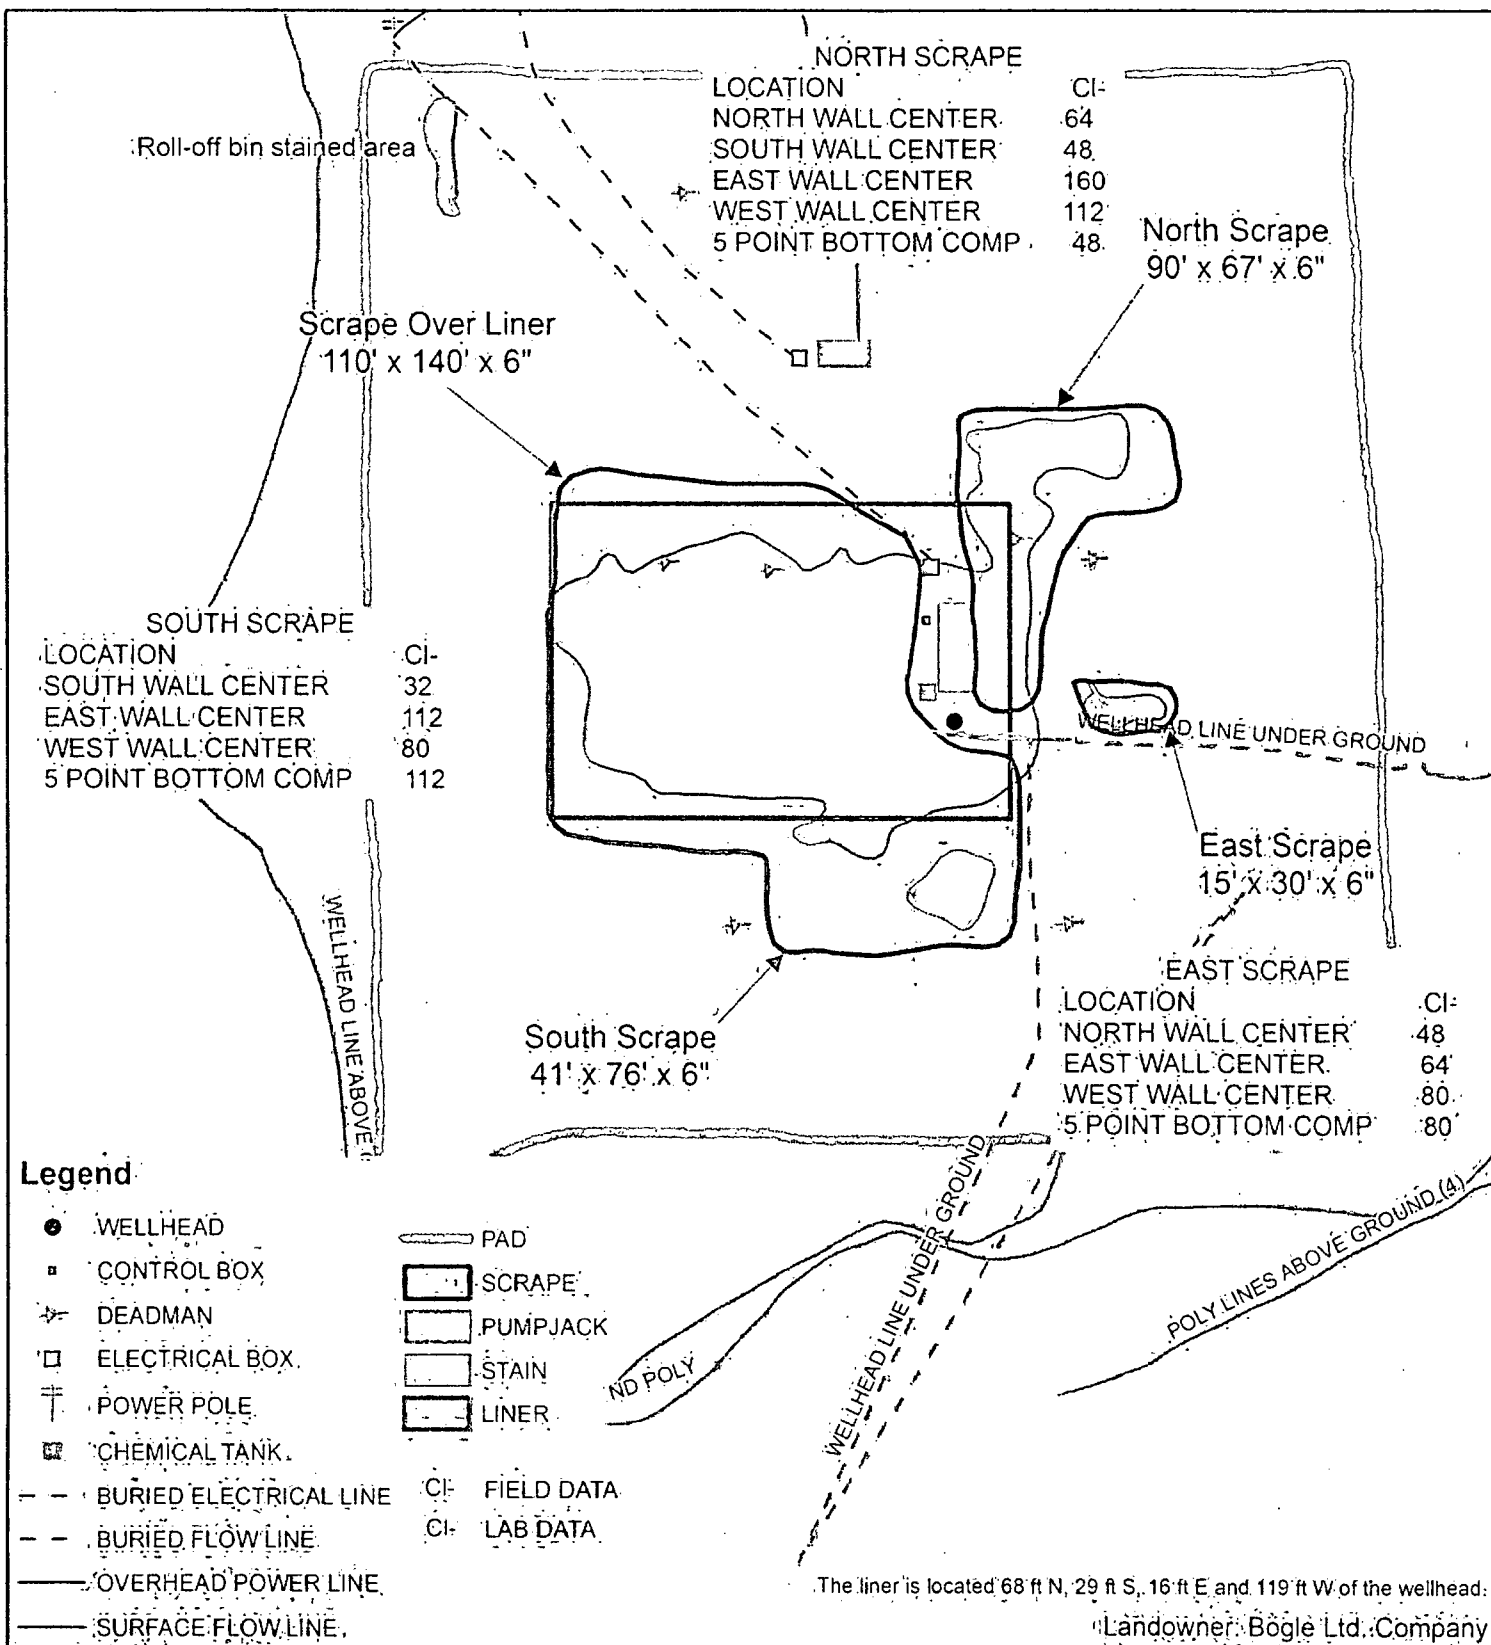 NORTH SCRAPE
LOCATION Cl-
NORTH WALL CENTER 64
SOUTH WALL CENTER 48
EAST WALL CENTER 160
WEST WALL CENTER 112
5 POINT BOTTOM COMP 48
Roll-off bin stained area
North Scrape
90' x 67' x 6"
Scrape Over Liner
110' x 140' x 6"
SOUTH SCRAPE
LOCATION Cl-
SOUTH WALL CENTER 32
EAST WALL CENTER 112
WEST WALL CENTER 80
5 POINT BOTTOM COMP 112
WELLHEAD LINE UNDER GROUND
East Scrape
15' x 30' x 6"
WELLHEAD LINE ABOVE
EAST SCRAPE
LOCATION Cl-
NORTH WALL CENTER 48
EAST WALL CENTER 64
WEST WALL CENTER 80
5 POINT BOTTOM COMP 80
South Scrape
41' x 76' x 6"
WELLHEAD LINE UNDER GROUND
POLY LINES ABOVE GROUND (4)
ND POLY
Legend
WELLHEAD
CONTROL BOX
DEADMAN
ELECTRICAL BOX
POWER POLE
CHEMICAL TANK
BURIED ELECTRICAL LINE
BURIED FLOW LINE
OVERHEAD POWER LINE
SURFACE FLOW LINE
PAD
SCRAPE
PUMPJACK
STAIN
LINER
Cl- FIELD DATA
Cl- LAB DATA
The liner is located 68 ft N, 29 ft S, 16 ft E and 119 ft W of the wellhead.
Landowner: Bogle Ltd. Company